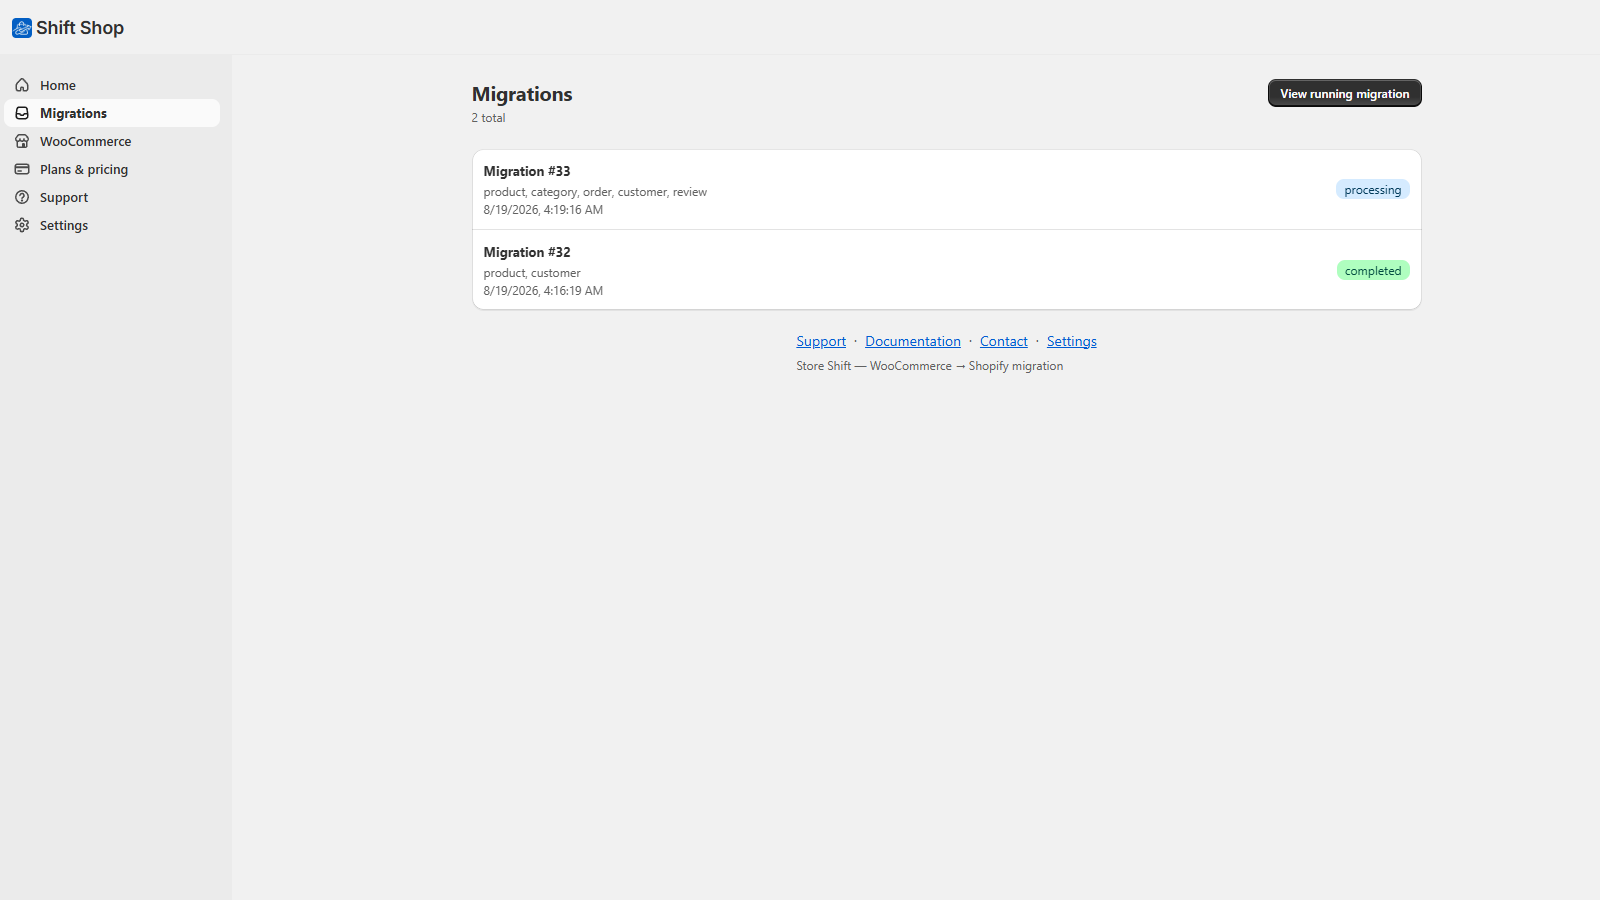 Shift Shop
Home
Migrations
WooCommerce
Plans & pricing
Support
Settings
Migrations
2 total
View running migration
Migration #33
product, category, order, customer, review
8/19/2026, 4:19:16 AM
processing
Migration #32
product, customer
8/19/2026, 4:16:19 AM
completed
Support · Documentation · Contact · Settings
Store Shift — WooCommerce → Shopify migration